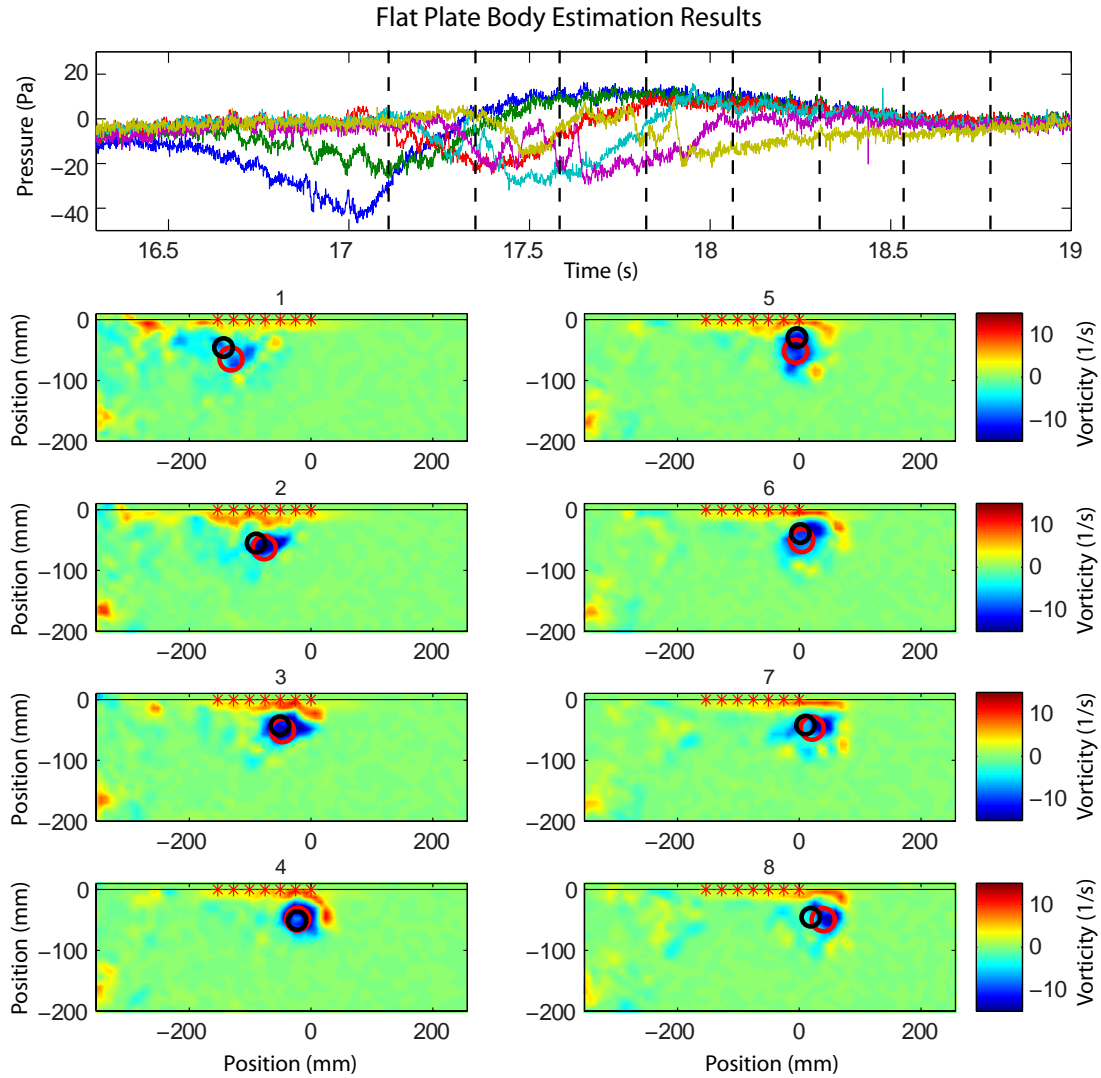 Flat Plate Body Estimation Results
Pressure (Pa)
20
0
−20
−40
16.5 17 17.5 18 18.5 19
Time (s)
1
Position (mm)
0
−100
−200
−200 0 200
5
0
−100
−200
−200 0 200
10
0
−10
Vorticity (1/s)
2
Position (mm)
0
−100
−200
−200 0 200
6
0
−100
−200
−200 0 200
10
0
−10
Vorticity (1/s)
3
Position (mm)
0
−100
−200
−200 0 200
7
0
−100
−200
−200 0 200
10
0
−10
Vorticity (1/s)
4
Position (mm)
0
−100
−200
−200 0 200
Position (mm)
8
0
−100
−200
−200 0 200
Position (mm)
10
0
−10
Vorticity (1/s)